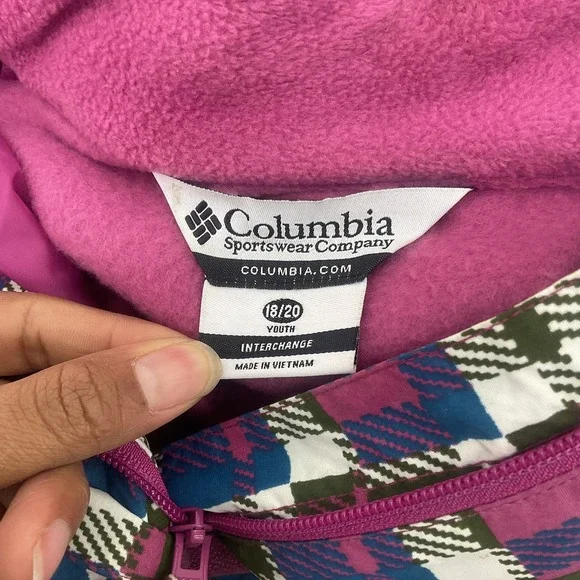 Columbia
Sportswear Company
COLUMBIA.COM
18/20
YOUTH
INTERCHANGE
MADE IN VIETNAM